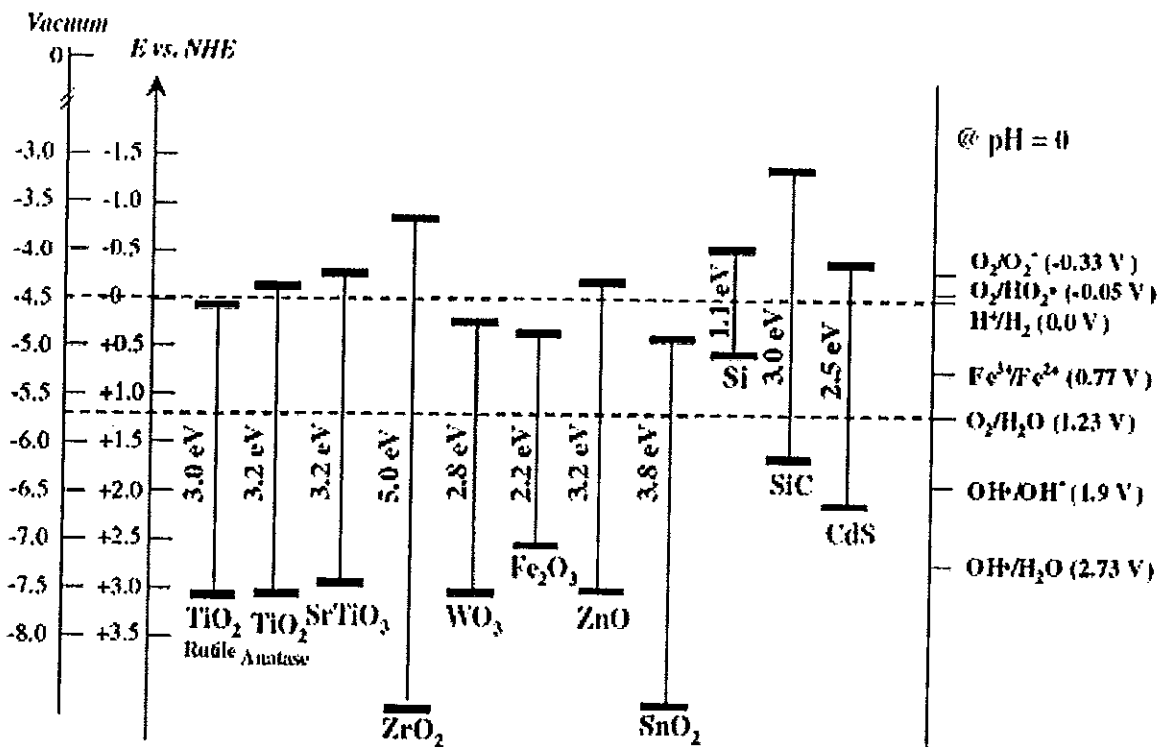 Vacuum
0
E vs. NHE
@ pH = 0
-3.0
-3.5
-4.0
-4.5
-5.0
-5.5
-6.0
-6.5
-7.0
-7.5
-8.0
-1.5
-1.0
-0.5
-0
+0.5
+1.0
+1.5
+2.0
+2.5
+3.0
+3.5
3.0 eV
3.2 eV
3.2 eV
5.0 eV
2.8 eV
2.2 eV
3.2 eV
3.8 eV
1.1 eV
3.0 eV
2.5 eV
TiO₂
Rutile
TiO₂
Anatase
SrTiO₃
ZrO₂
WO₃
Fe₂O₃
ZnO
SnO₂
Si
SiC
CdS
O₂/O₂⁻ (-0.33 V)
O₂/HO₂• (-0.05 V)
H⁺/H₂ (0.0 V)
Fe³⁺/Fe²⁺ (0.77 V)
O₂/H₂O (1.23 V)
OH•/OH⁻ (1.9 V)
OH•/H₂O (2.73 V)